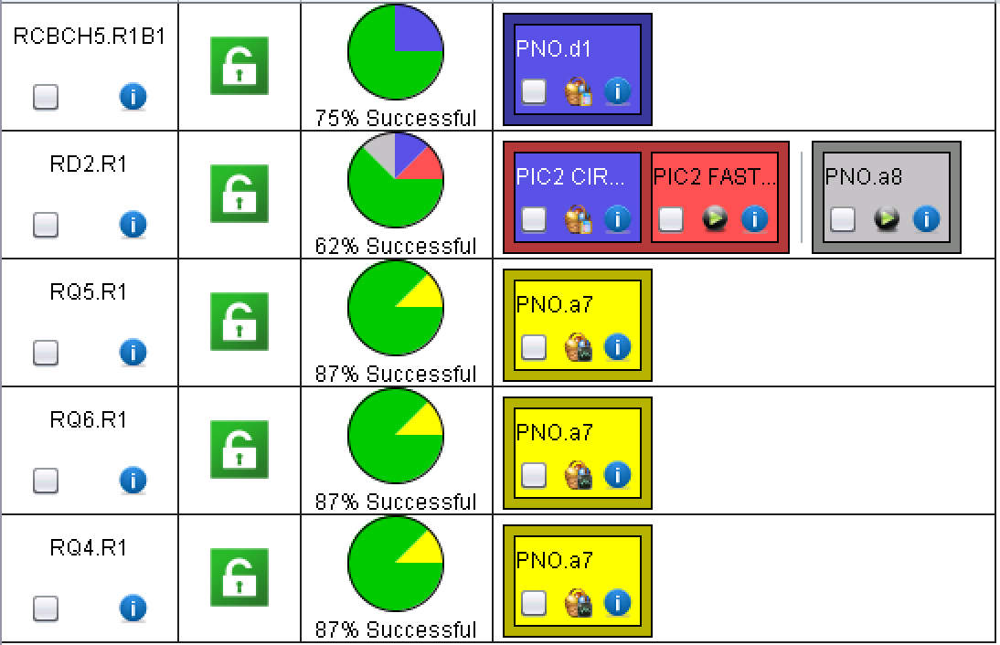 RCBCH5.R1B1
75% Successful
PNO.d1
RD2.R1
62% Successful
PIC2 CIR...
PIC2 FAST...
PNO.a8
RQ5.R1
87% Successful
PNO.a7
RQ6.R1
87% Successful
PNO.a7
RQ4.R1
87% Successful
PNO.a7